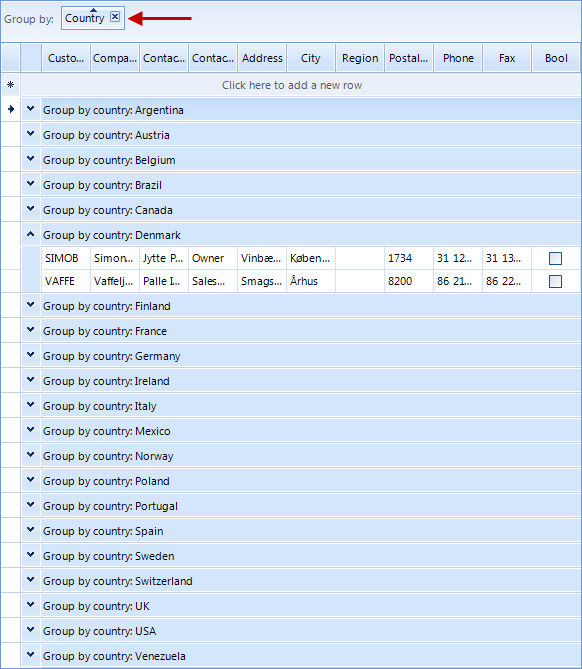 Group by: Country
Custo... Compa... Contac... Contac... Address City Region Postal... Phone Fax Bool
Click here to add a new row
Group by country: Argentina
Group by country: Austria
Group by country: Belgium
Group by country: Brazil
Group by country: Canada
Group by country: Denmark
SIMOB Simon... Jytte P... Owner Vinbæ... Køben... 1734 31 12... 31 13...
VAFFE Vaffelj... Palle I... Sales... Smags... Århus 8200 86 21... 86 22...
Group by country: Finland
Group by country: France
Group by country: Germany
Group by country: Ireland
Group by country: Italy
Group by country: Mexico
Group by country: Norway
Group by country: Poland
Group by country: Portugal
Group by country: Spain
Group by country: Sweden
Group by country: Switzerland
Group by country: UK
Group by country: USA
Group by country: Venezuela